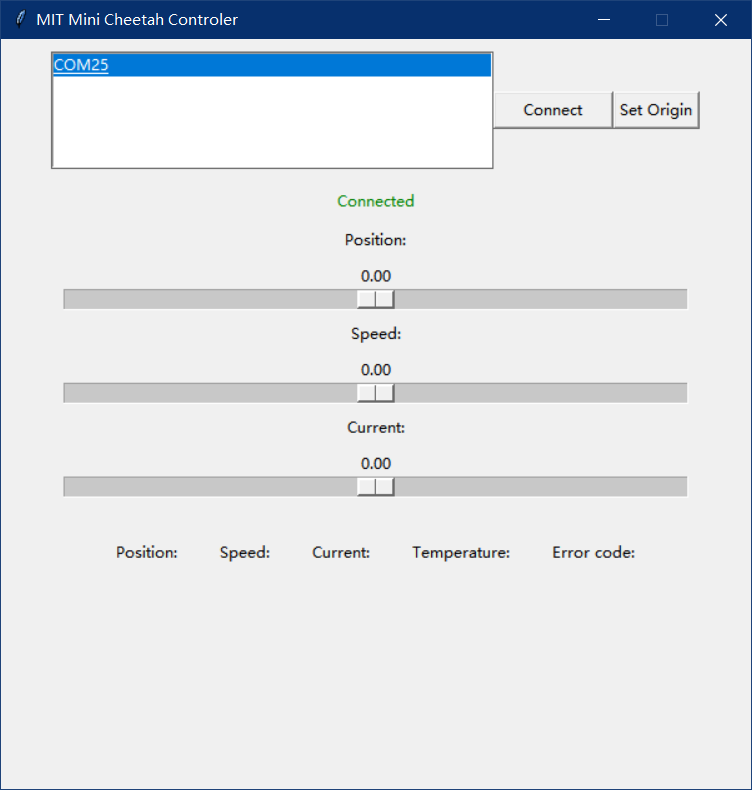 MIT Mini Cheetah Controler
COM25
Connect
Set Origin
Connected
Position:
0.00
Speed:
0.00
Current:
0.00
Position: Speed: Current: Temperature: Error code: